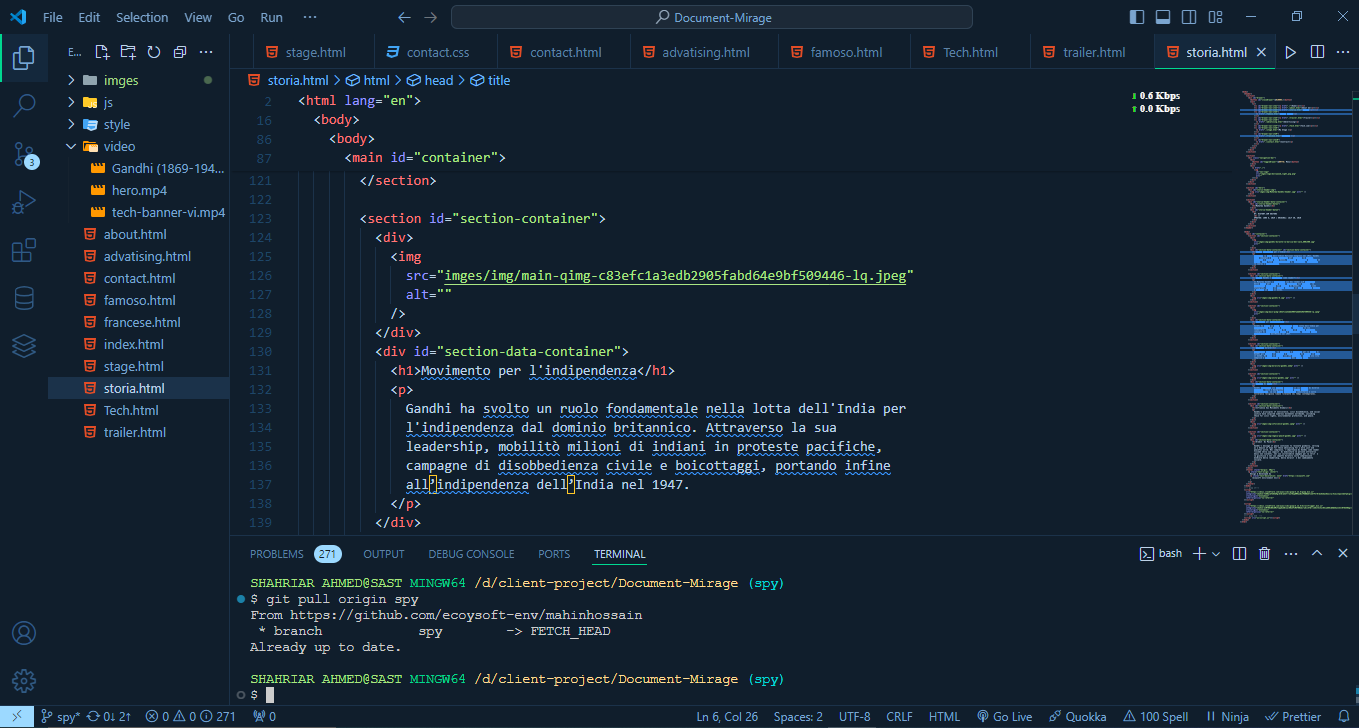 File Edit Selection View Go Run ··· Document-Mirage
E... stage.html contact.css contact.html advatising.html famoso.html Tech.html trailer.html storia.html
storia.html > html > head > title
imges
js
style
video
Gandhi (1869-194...
hero.mp4
tech-banner-vi.mp4
about.html
advatising.html
contact.html
famoso.html
francese.html
index.html
stage.html
storia.html
Tech.html
trailer.html
3
0.6 Kbps
0.0 Kbps
2 <html lang="en">
16 <body>
86 <body>
87 <main id="container">
121 </section>
122
123 <section id="section-container">
124 <div>
125 <img
126 src="imges/img/main-qimg-c83efc1a3edb2905fabd64e9bf509446-lq.jpeg"
127 alt=""
128 />
129 </div>
130 <div id="section-data-container">
131 <h1>Movimento per l'indipendenza</h1>
132 <p>
133 Gandhi ha svolto un ruolo fondamentale nella lotta dell'India per
134 l'indipendenza dal dominio britannico. Attraverso la sua
135 leadership, mobilitò milioni di indiani in proteste pacifiche,
136 campagne di disobbedienza civile e boicottaggi, portando infine
137 all’indipendenza dell’India nel 1947.
138 </p>
139 </div>
PROBLEMS 271 OUTPUT DEBUG CONSOLE PORTS TERMINAL bash
SHAHRIAR AHMED@SAST MINGW64 /d/client-project/Document-Mirage (spy)
$ git pull origin spy
From https://github.com/ecoysoft-env/mahinhossain
* branch spy -> FETCH_HEAD
Already up to date.
SHAHRIAR AHMED@SAST MINGW64 /d/client-project/Document-Mirage (spy)
$
spy* 0↓ 2↑ 0 0 271 0 Ln 6, Col 26 Spaces: 2 UTF-8 CRLF HTML Go Live Quokka 100 Spell Ninja Prettier